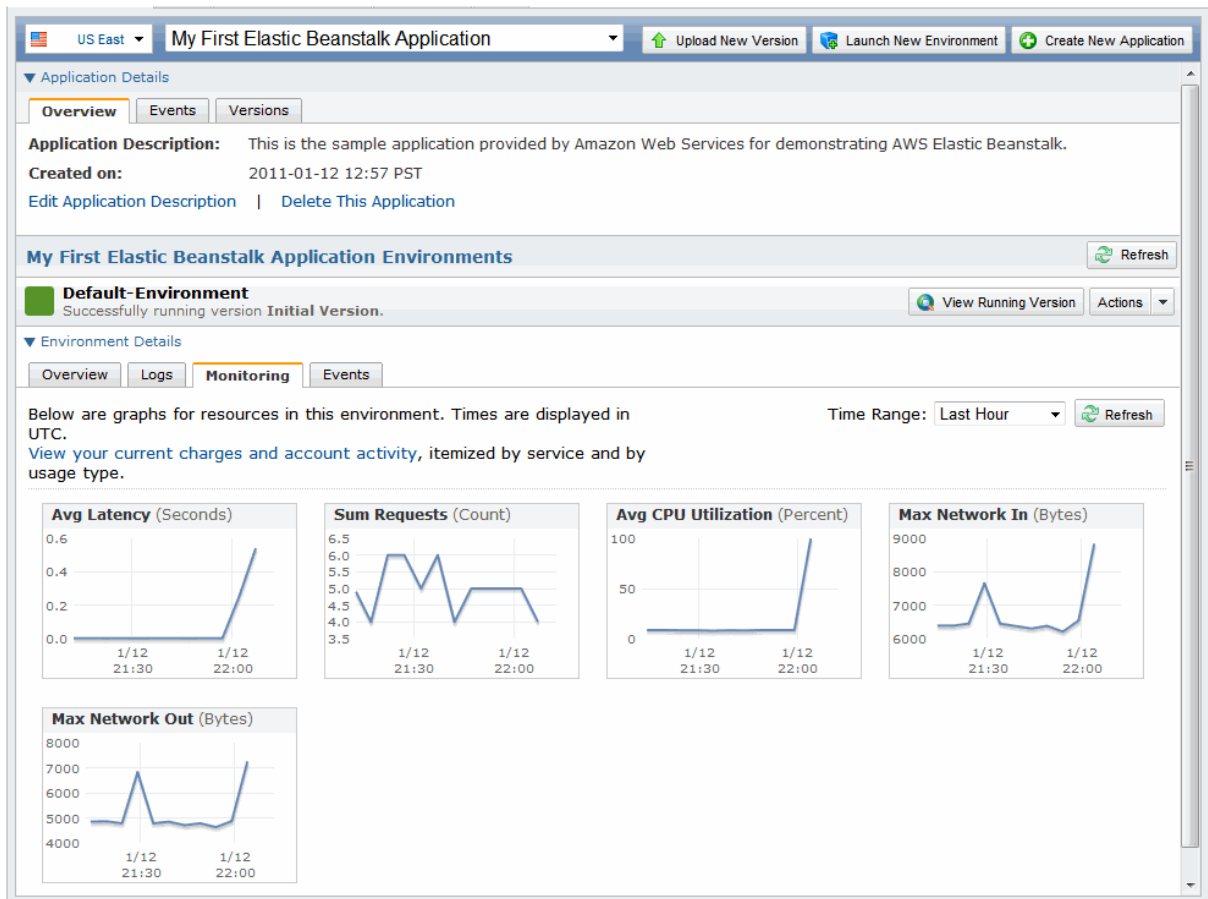 US East
My First Elastic Beanstalk Application
Upload New Version
Launch New Environment
Create New Application
Application Details
Overview
Events
Versions
Application Description: This is the sample application provided by Amazon Web Services for demonstrating AWS Elastic Beanstalk.
Created on: 2011-01-12 12:57 PST
Edit Application Description | Delete This Application
My First Elastic Beanstalk Application Environments
Refresh
Default-Environment
Successfully running version Initial Version.
View Running Version
Actions
Environment Details
Overview
Logs
Monitoring
Events
Below are graphs for resources in this environment. Times are displayed in
UTC.
View your current charges and account activity, itemized by service and by
usage type.
Time Range: Last Hour
Refresh
Avg Latency (Seconds)
0.6
0.4
0.2
0.0
1/12 1/12
21:30 22:00
Sum Requests (Count)
6.5
6.0
5.5
5.0
4.5
4.0
3.5
1/12 1/12
21:30 22:00
Avg CPU Utilization (Percent)
100
50
0
1/12 1/12
21:30 22:00
Max Network In (Bytes)
9000
8000
7000
6000
1/12 1/12
21:30 22:00
Max Network Out (Bytes)
8000
7000
6000
5000
4000
1/12 1/12
21:30 22:00